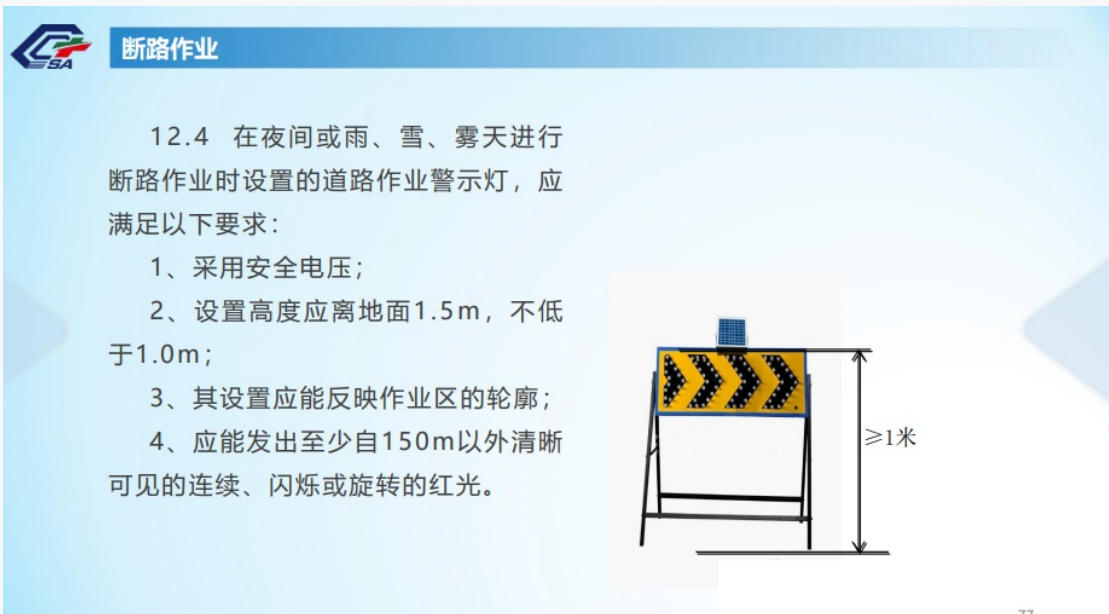 断路作业
SA
12.4 在夜间或雨、雪、雾天进行
断路作业时设置的道路作业警示灯，应
满足以下要求：
1、采用安全电压；
2、设置高度应离地面1.5m，不低
于1.0m；
3、其设置应能反映作业区的轮廓；
4、应能发出至少自150m以外清晰
可见的连续、闪烁或旋转的红光。
≥1米